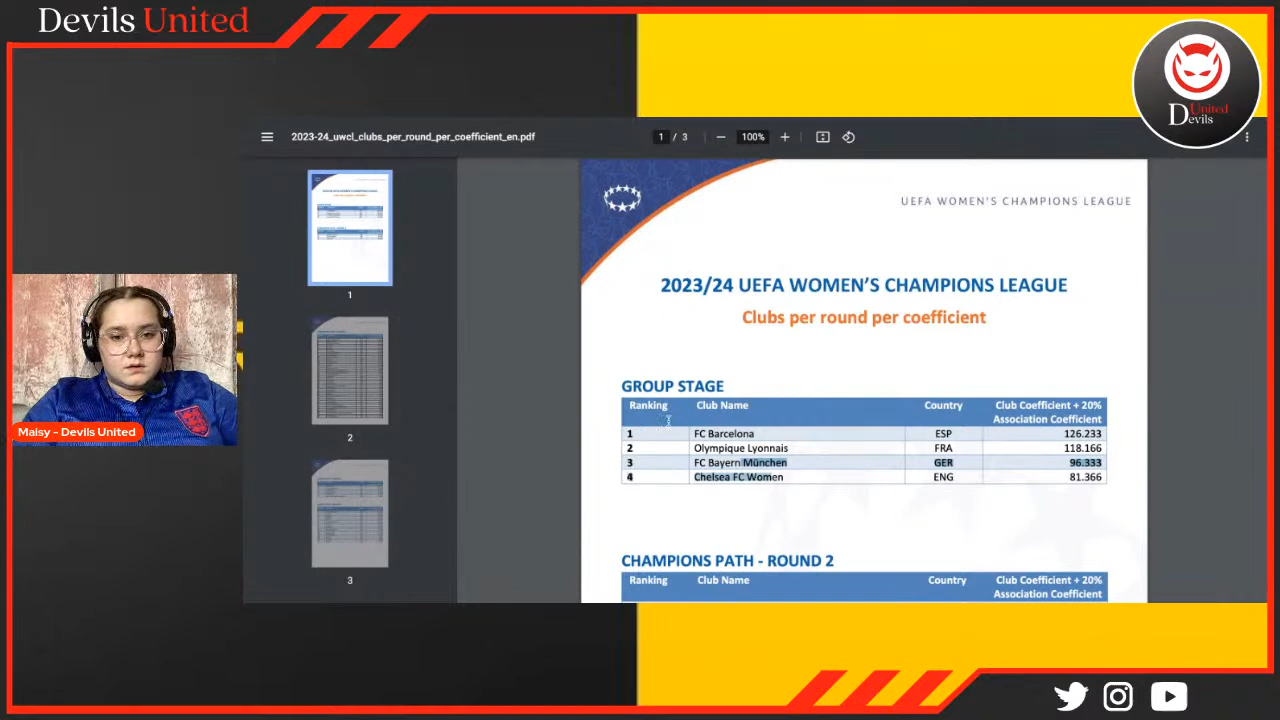 Devils United
United
Devils
2023-24_uwcl_clubs_per_round_per_coefficient_en.pdf
1 / 3
100%
UEFA WOMEN'S CHAMPIONS LEAGUE
2023/24 UEFA WOMEN'S CHAMPIONS LEAGUE
Clubs per round per coefficient
GROUP STAGE
Ranking Club Name Country Club Coefficient + 20%
Association Coefficient
1 FC Barcelona ESP 126.233
2 Olympique Lyonnais FRA 118.166
3 FC Bayern München GER 96.333
4 Chelsea FC Women ENG 81.366
CHAMPIONS PATH - ROUND 2
Ranking Club Name Country Club Coefficient + 20%
Association Coefficient
1
2
3
Maisy - Devils United